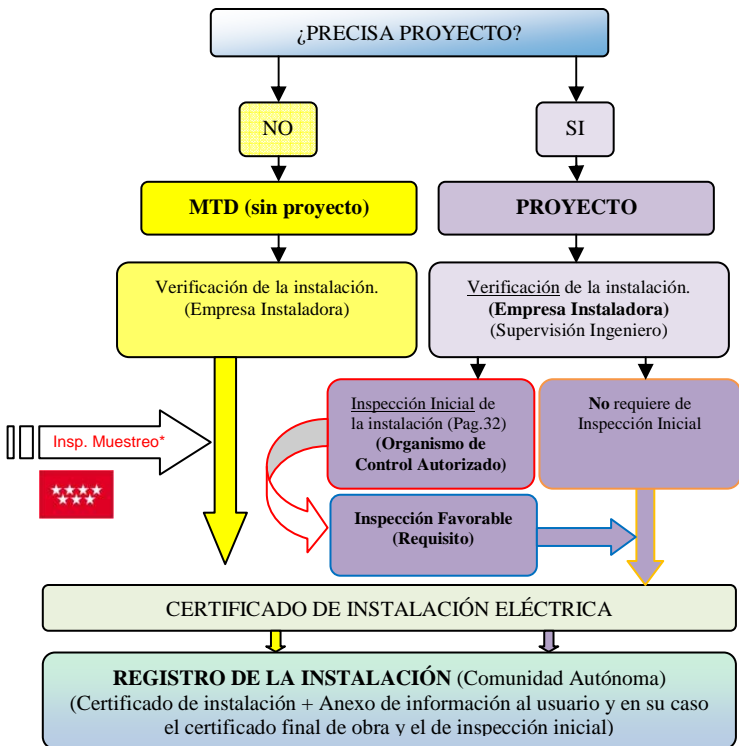 ¿PRECISA PROYECTO?
NO
SI
MTD (sin proyecto)
PROYECTO
Verificación de la instalación.
(Empresa Instaladora)
Verificación de la instalación.
(Empresa Instaladora)
(Supervisión Ingeniero)
Insp. Muestreo*
Inspección Inicial de
la instalación (Pag.32)
(Organismo de
Control Autorizado)
No requiere de
Inspección Inicial
Inspección Favorable
(Requisito)
CERTIFICADO DE INSTALACIÓN ELÉCTRICA
REGISTRO DE LA INSTALACIÓN (Comunidad Autónoma)
(Certificado de instalación + Anexo de información al usuario y en su caso
el certificado final de obra y el de inspección inicial)